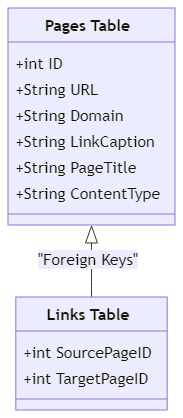 Pages Table
+int ID
+String URL
+String Domain
+String LinkCaption
+String PageTitle
+String ContentType
"Foreign Keys"
Links Table
+int SourcePageID
+int TargetPageID